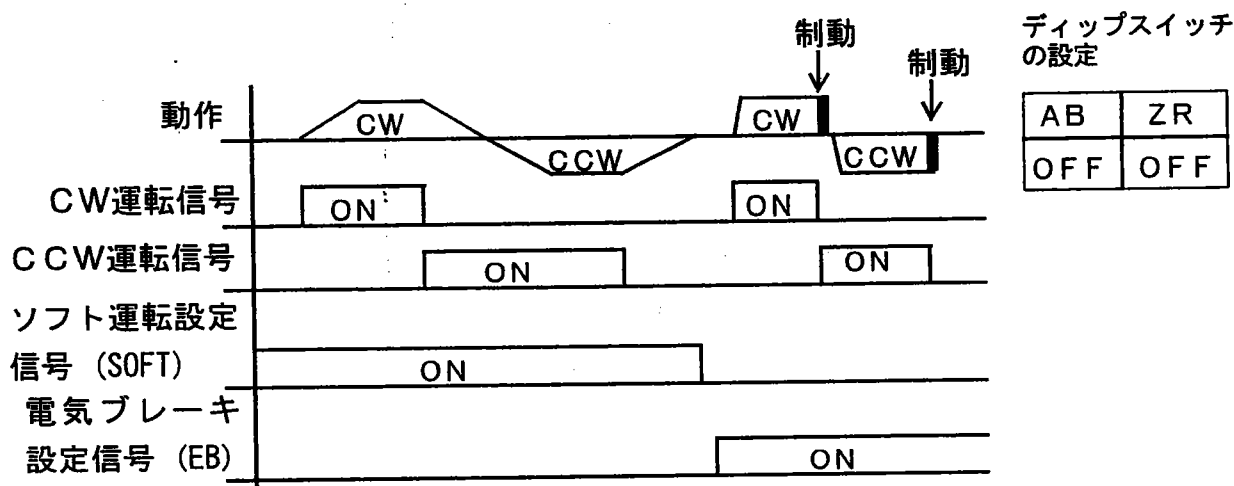 制動
制動
ディップスイッチ
の設定
AB ZR
OFF OFF
動作
CW
CCW
CW
CCW
CW運転信号
ON
ON
CCW運転信号
ON
ON
ソフト運転設定
信号 (SOFT)
ON
電気ブレーキ
設定信号 (EB)
ON